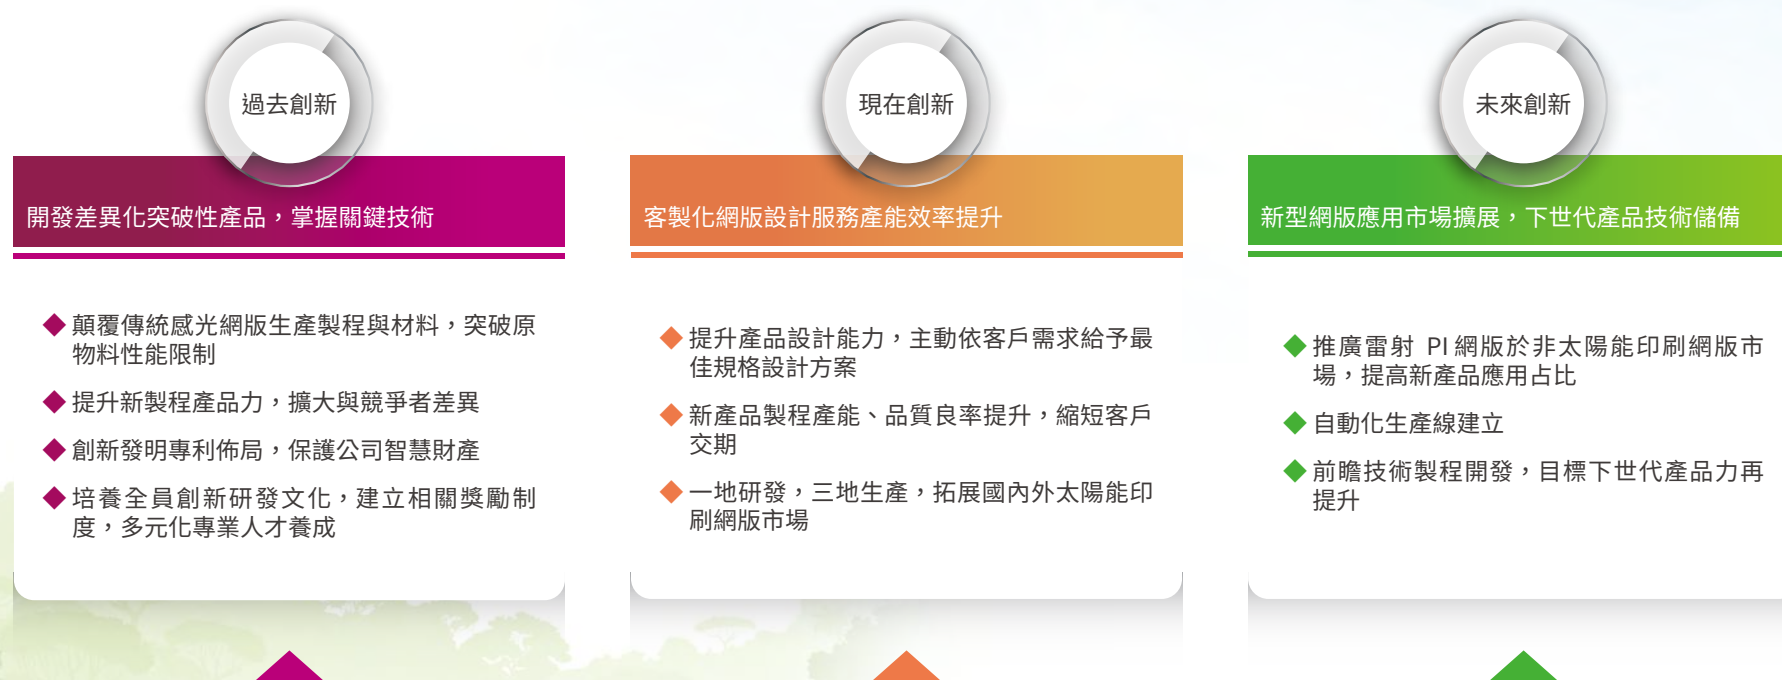 過去創新
開發差異化突破性產品，掌握關鍵技術
顛覆傳統感光網版生產製程與材料，突破原
物料性能限制
提升新製程產品力，擴大與競爭者差異
創新發明專利佈局，保護公司智慧財產
培養全員創新研發文化，建立相關獎勵制
度，多元化專業人才養成
現在創新
客製化網版設計服務產能效率提升
提升產品設計能力，主動依客戶需求給予最
佳規格設計方案
新產品製程產能、品質良率提升，縮短客戶
交期
一地研發，三地生產，拓展國內外太陽能印
刷網版市場
未來創新
新型網版應用市場擴展，下世代產品技術儲備
推廣雷射 PI 網版於非太陽能印刷網版市
場，提高新產品應用占比
自動化生產線建立
前瞻技術製程開發，目標下世代產品力再
提升